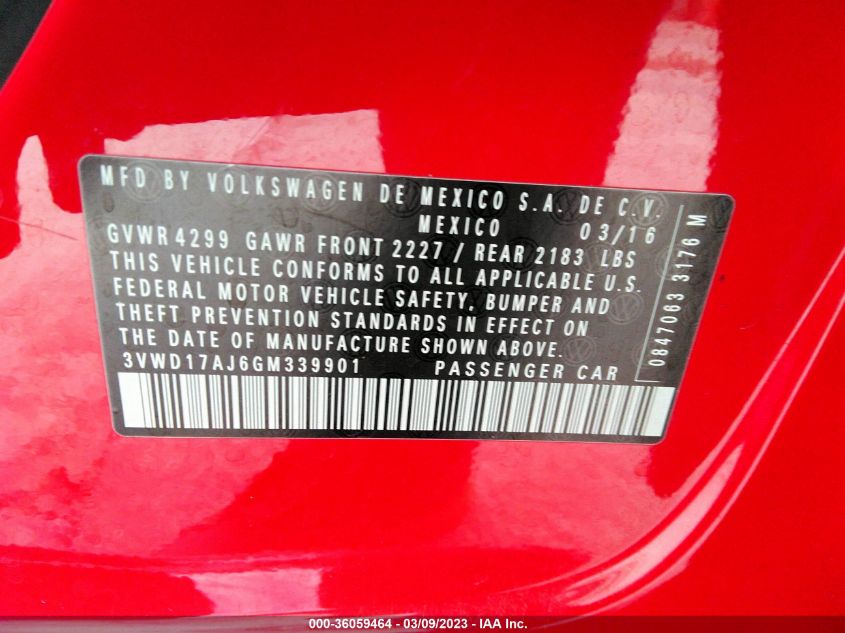 MFD BY VOLKSWAGEN DE MEXICO S.A. DE C.V.
MEXICO 03/16
GVWR 4299 GAWR FRONT 2227 / REAR 2183 LBS
THIS VEHICLE CONFORMS TO ALL APPLICABLE U.S.
FEDERAL MOTOR VEHICLE SAFETY, BUMPER AND
THEFT PREVENTION STANDARDS IN EFFECT ON
THE DATE OF MANUFACTURE SHOWN ABOVE.
3VWD17AJ6GM339901 PASSENGER CAR
0847063 3176 M
000-36059464 - 03/09/2023 - IAA Inc.